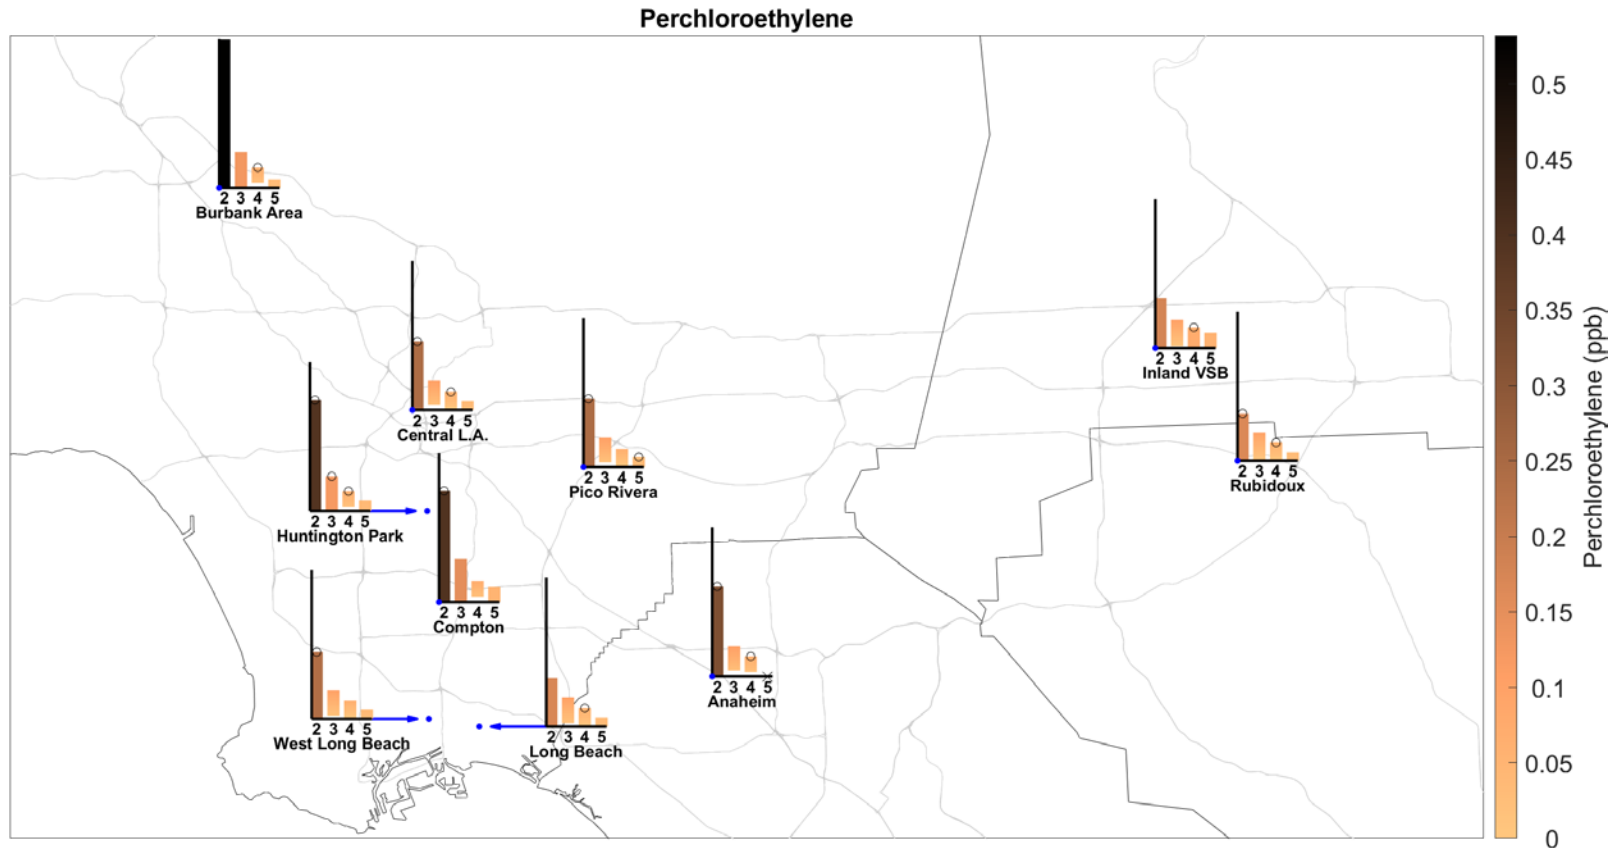 Perchloroethylene
2 3 4 5
Burbank Area
2 3 4 5
Central L.A.
2 3 4 5
Huntington Park
2 3 4 5
Pico Rivera
2 3 4 5
Inland VSB
2 3 4 5
Rubidoux
2 3 4 5
Compton
2 3 4 5
West Long Beach
2 3 4 5
Long Beach
2 3 4 5
Anaheim
0.5
0.45
0.4
0.35
0.3
0.25
0.2
0.15
0.1
0.05
0
Perchloroethylene (ppb)